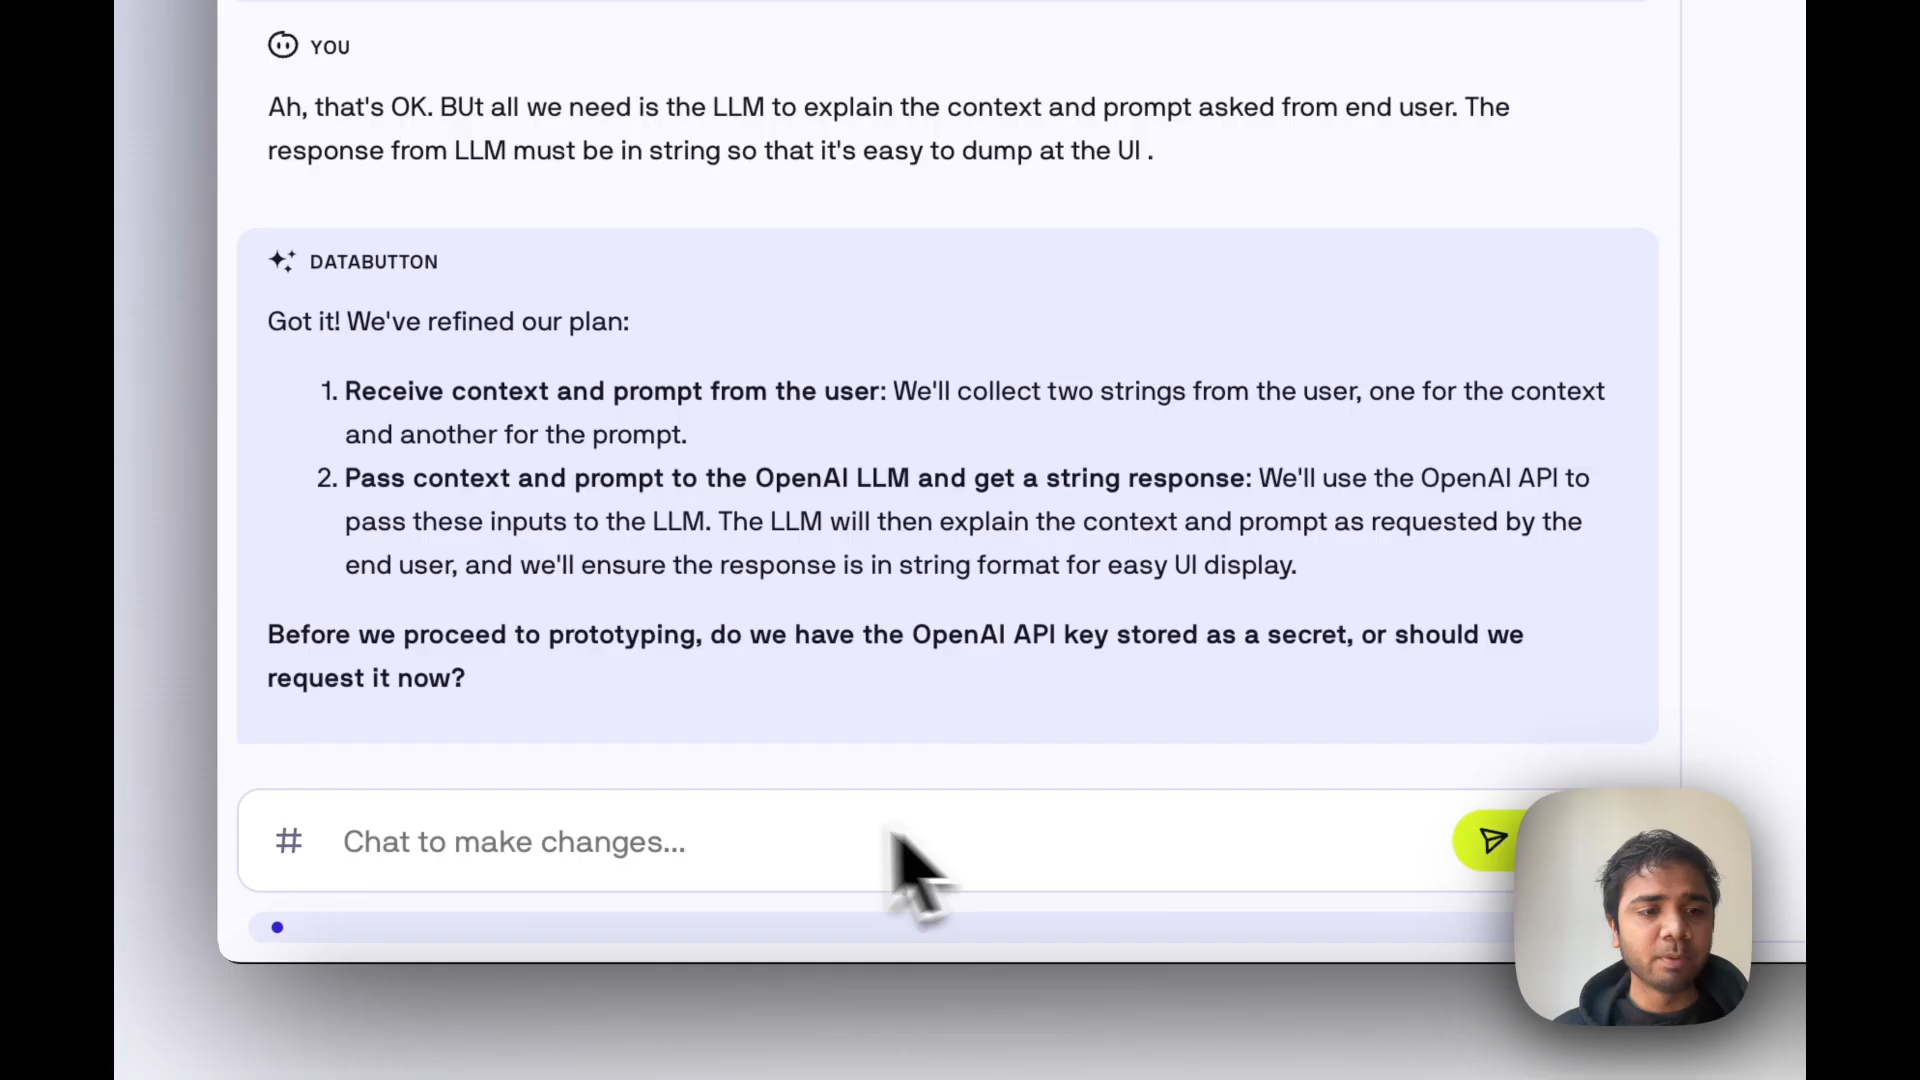 YOU
Ah, that's OK. BUt all we need is the LLM to explain the context and prompt asked from end user. The
response from LLM must be in string so that it's easy to dump at the UI .
DATABUTTON
Got it! We've refined our plan:
1. Receive context and prompt from the user: We'll collect two strings from the user, one for the context
and another for the prompt.
2. Pass context and prompt to the OpenAI LLM and get a string response: We'll use the OpenAI API to
pass these inputs to the LLM. The LLM will then explain the context and prompt as requested by the
end user, and we'll ensure the response is in string format for easy UI display.
Before we proceed to prototyping, do we have the OpenAI API key stored as a secret, or should we
request it now?
# Chat to make changes...